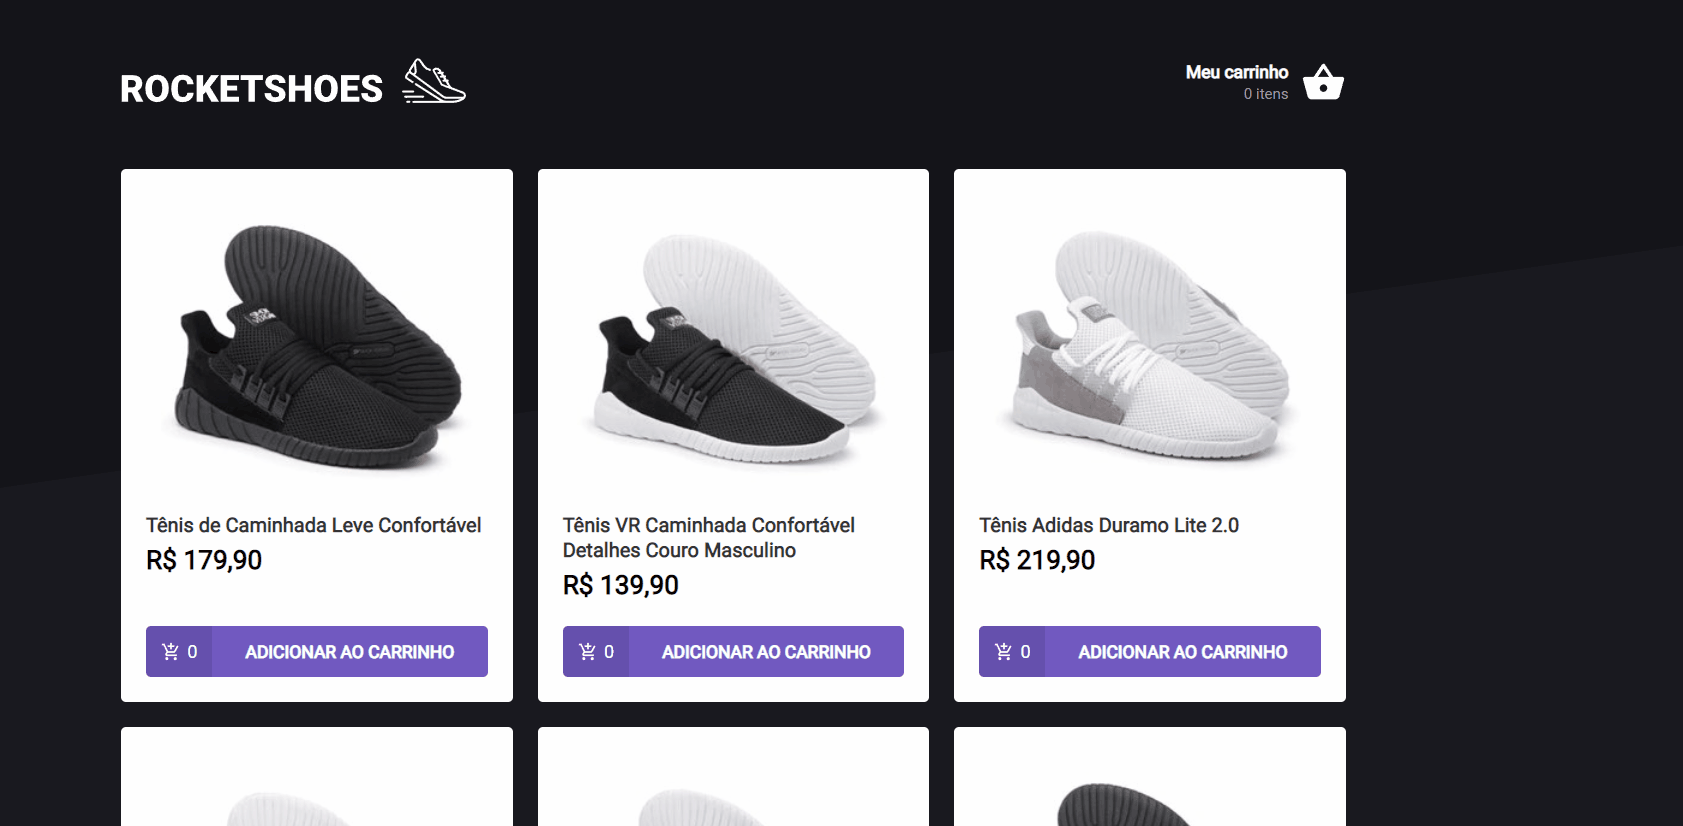 ROCKETSHOES
Meu carrinho
0 itens
Tênis de Caminhada Leve Confortável
R$ 179,90
0 ADICIONAR AO CARRINHO
Tênis VR Caminhada Confortável
Detalhes Couro Masculino
R$ 139,90
0 ADICIONAR AO CARRINHO
Tênis Adidas Duramo Lite 2.0
R$ 219,90
0 ADICIONAR AO CARRINHO